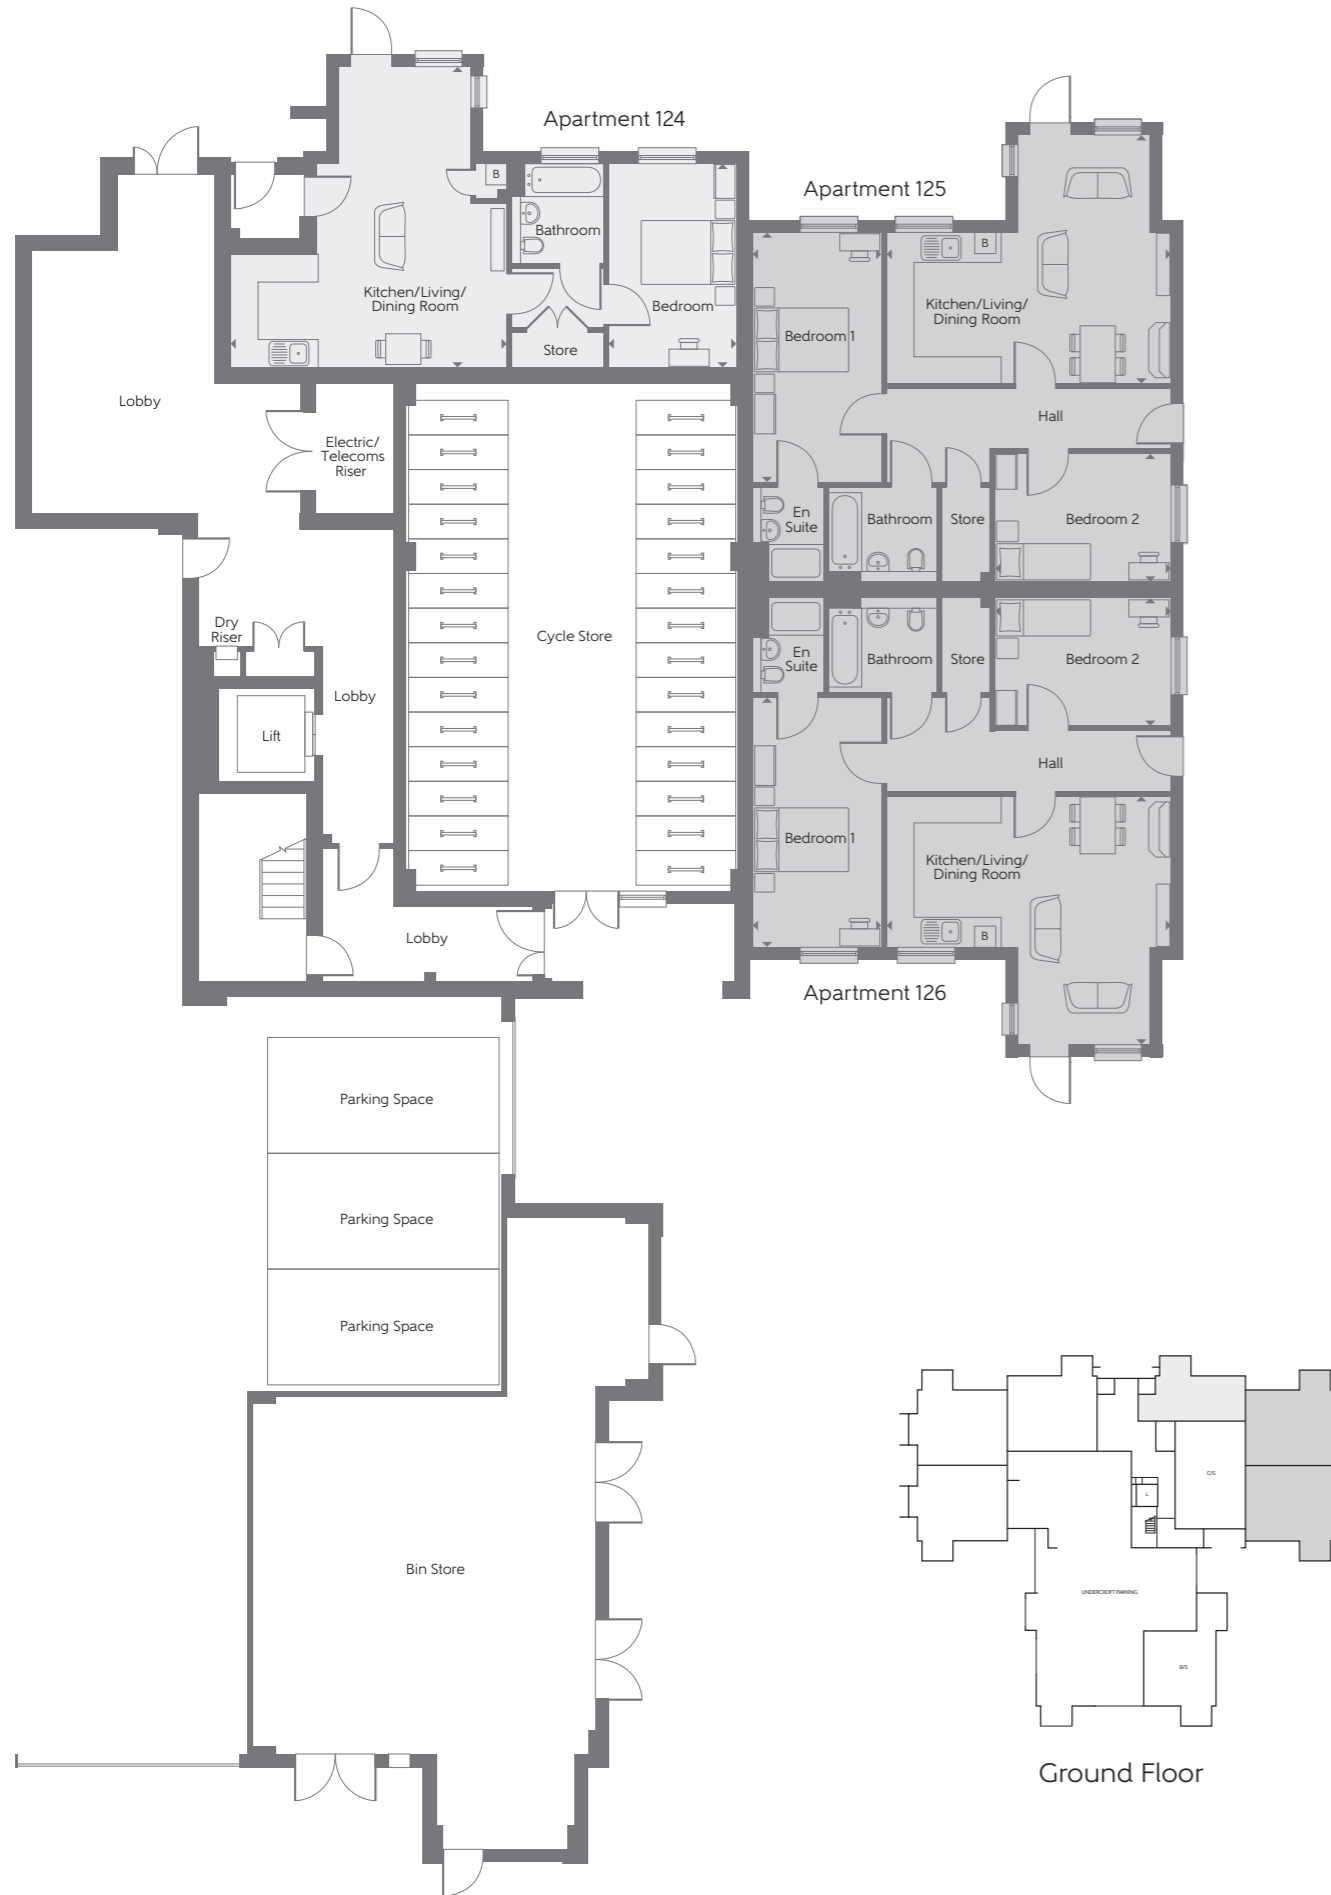 Apartment 124
B
Bathroom
Kitchen/Living/
Dining Room
Bedroom
Store
Lobby
Electric/
Telecoms
Riser
Apartment 125
B
Kitchen/Living/
Dining Room
Bedroom 1
Hall
En
Suite
Bathroom
Store
Bedroom 2
Cycle Store
Dry
Riser
Lobby
Lift
En
Suite
Bathroom
Store
Bedroom 2
Hall
Bedroom 1
Kitchen/Living/
Dining Room
B
Lobby
Apartment 126
Parking Space
Parking Space
Parking Space
Bin Store
C/S
L
UNDERCROFT PARKING
B/S
Ground Floor